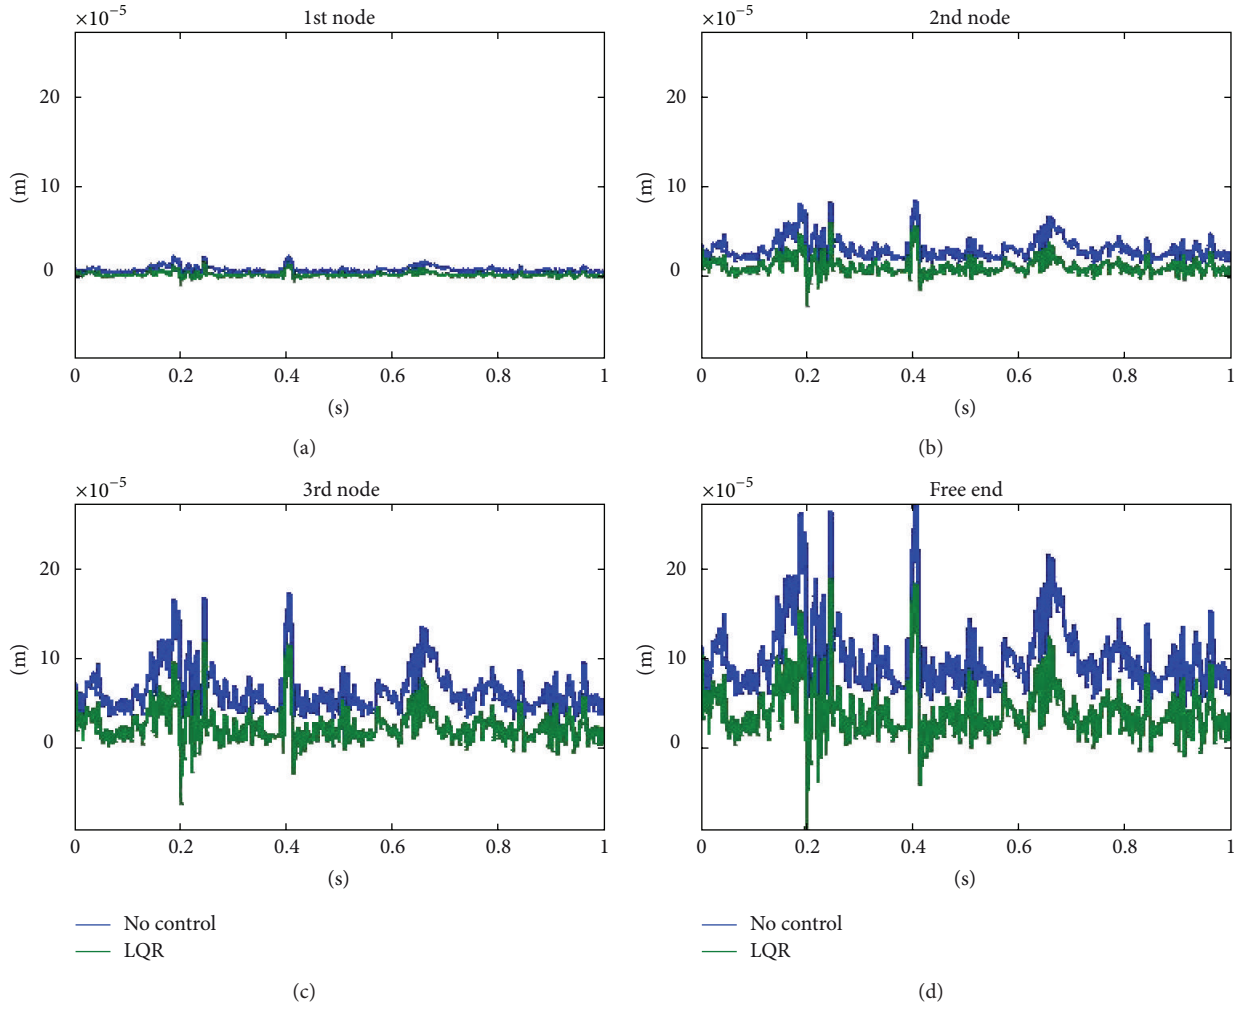 ×10⁻⁵ 1st node
20
10
0
(m)
0 0.2 0.4 0.6 0.8 1
(s)
(a)
×10⁻⁵ 2nd node
20
10
0
(m)
0 0.2 0.4 0.6 0.8 1
(s)
(b)
×10⁻⁵ 3rd node
20
10
0
(m)
0 0.2 0.4 0.6 0.8 1
(s)
No control
LQR
(c)
×10⁻⁵ Free end
20
10
0
(m)
0 0.2 0.4 0.6 0.8 1
(s)
No control
LQR
(d)